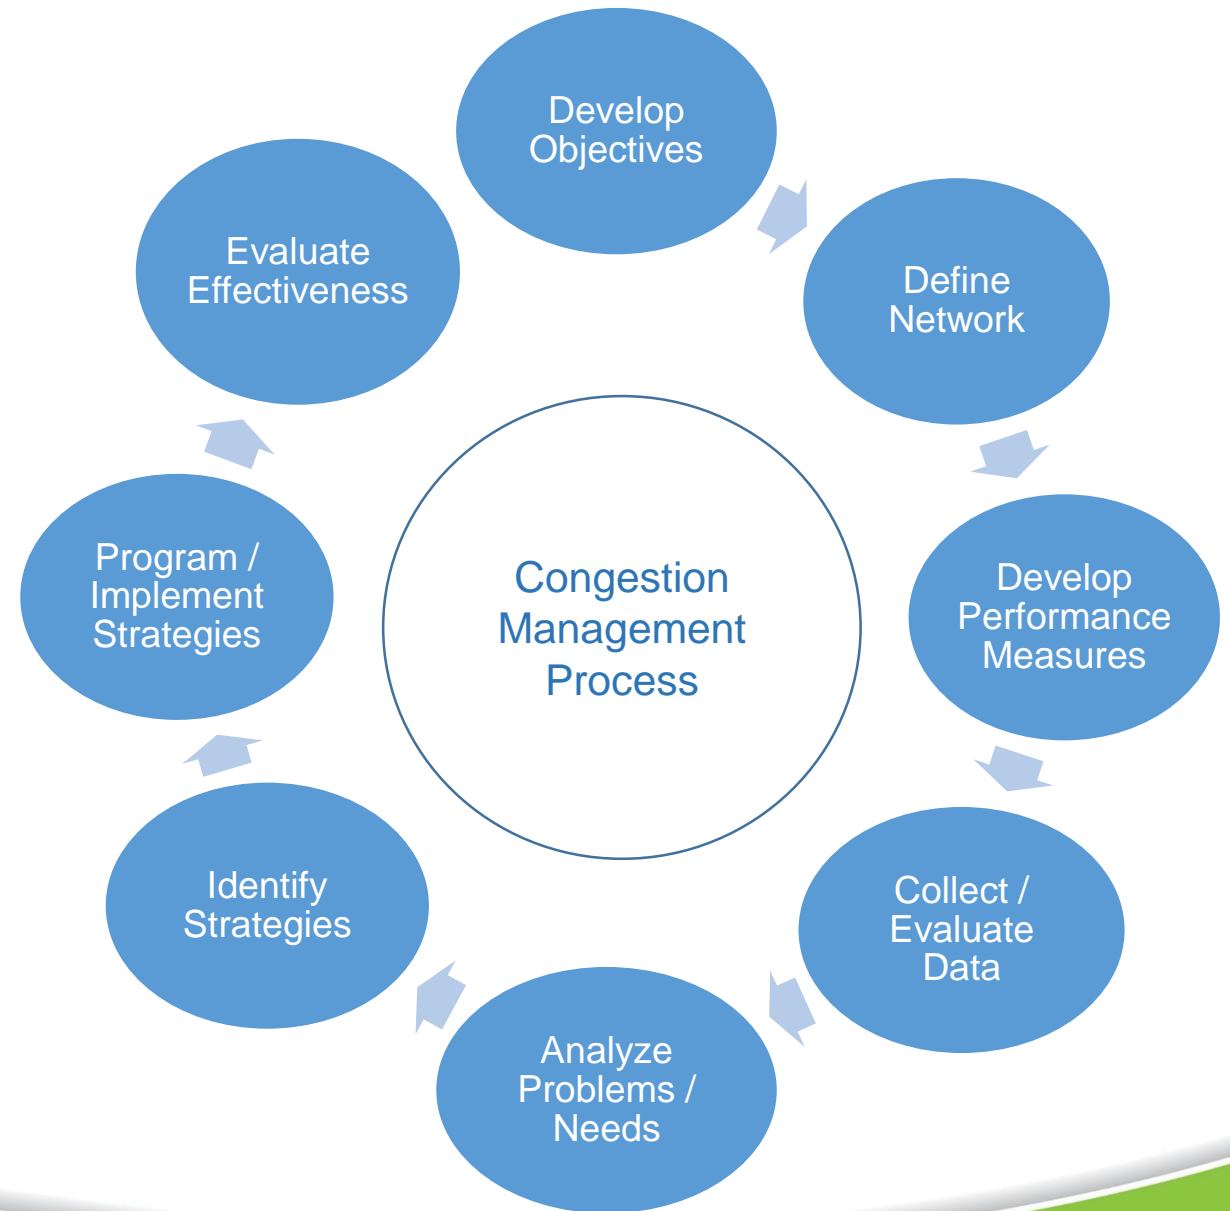 Develop
Objectives
Define
Network
Develop
Performance
Measures
Collect /
Evaluate
Data
Analyze
Problems /
Needs
Identify
Strategies
Program /
Implement
Strategies
Evaluate
Effectiveness
Congestion
Management
Process